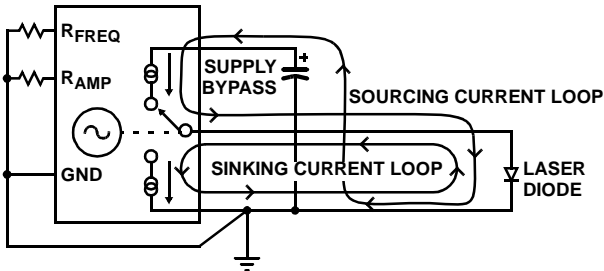 R_FREQ
R_AMP
SUPPLY
BYPASS
+
SOURCING CURRENT LOOP
SINKING CURRENT LOOP
GND
LASER
DIODE